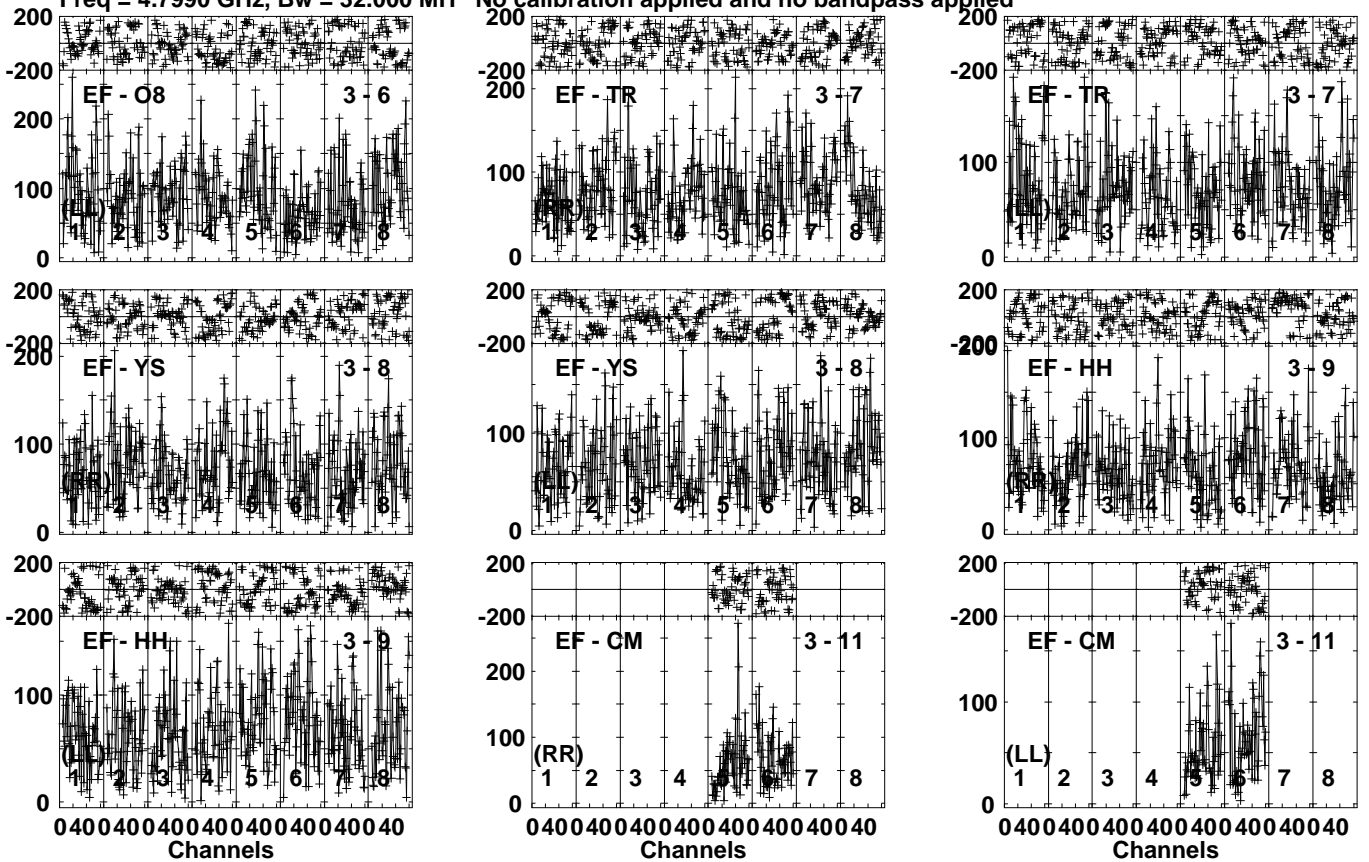 Freq = 4.7990 GHz, Bw = 32.000 MH No calibration applied and no bandpass applied
200 200 200
-200 -200 -200
EF - O8 3 - 6 EF - TR 3 - 7 EF - TR 3 - 7
200 200
100 100 100
(LL) (RR) (LL)
1 2 3 4 5 6 7 8 1 2 3 4 5 6 7 8 1 2 3 4 5 6 7 8
0 0 0
200 200 200
-200 -200 -200
200 200
EF - YS 3 - 8 EF - YS 3 - 8 EF - HH 3 - 9
100 100 100
(RR) (LL) (RR)
1 2 3 4 5 6 7 8 1 2 3 4 5 6 7 8 1 2 3 4 5 6 7 8
0 0 0
200 200 200
-200 -200 -200
EF - HH 3 - 9 EF - CM 3 - 11 EF - CM 3 - 11
200
100 100 100
(LL) (RR) (LL)
1 2 3 4 5 6 7 8 1 2 3 4 5 6 7 8 1 2 3 4 5 6 7 8
0 0 0
0 40 0 40 0 40 0 40 0 40 0 40 0 40 0 40 0 40 0 40 0 40 0 40 0 40 0 40 0 40 0 40 0 40 0 40 0 40 0 40 0 40 0 40 0 40 0 40
Channels Channels Channels